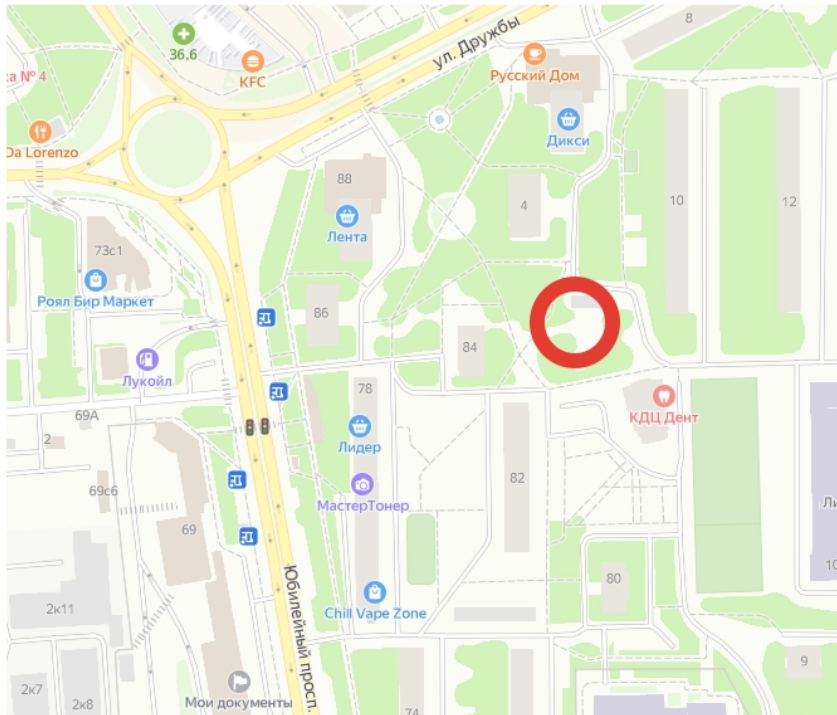 8
ул. Дружбы
36,6
KFC
Русский Дом
са № 4
Da Lorenzo
Дикси
88
4
10
12
Лента
73с1
Роял Бир Маркет
86
84
Лукойл
78
КДЦ Дент
69А
Лидер
2
82
69с6
МастерТонер
Ли
69
Юбилейный просп.
80
10
2к11
Chill Vape Zone
9
Мои документы
2к7
2к8
74